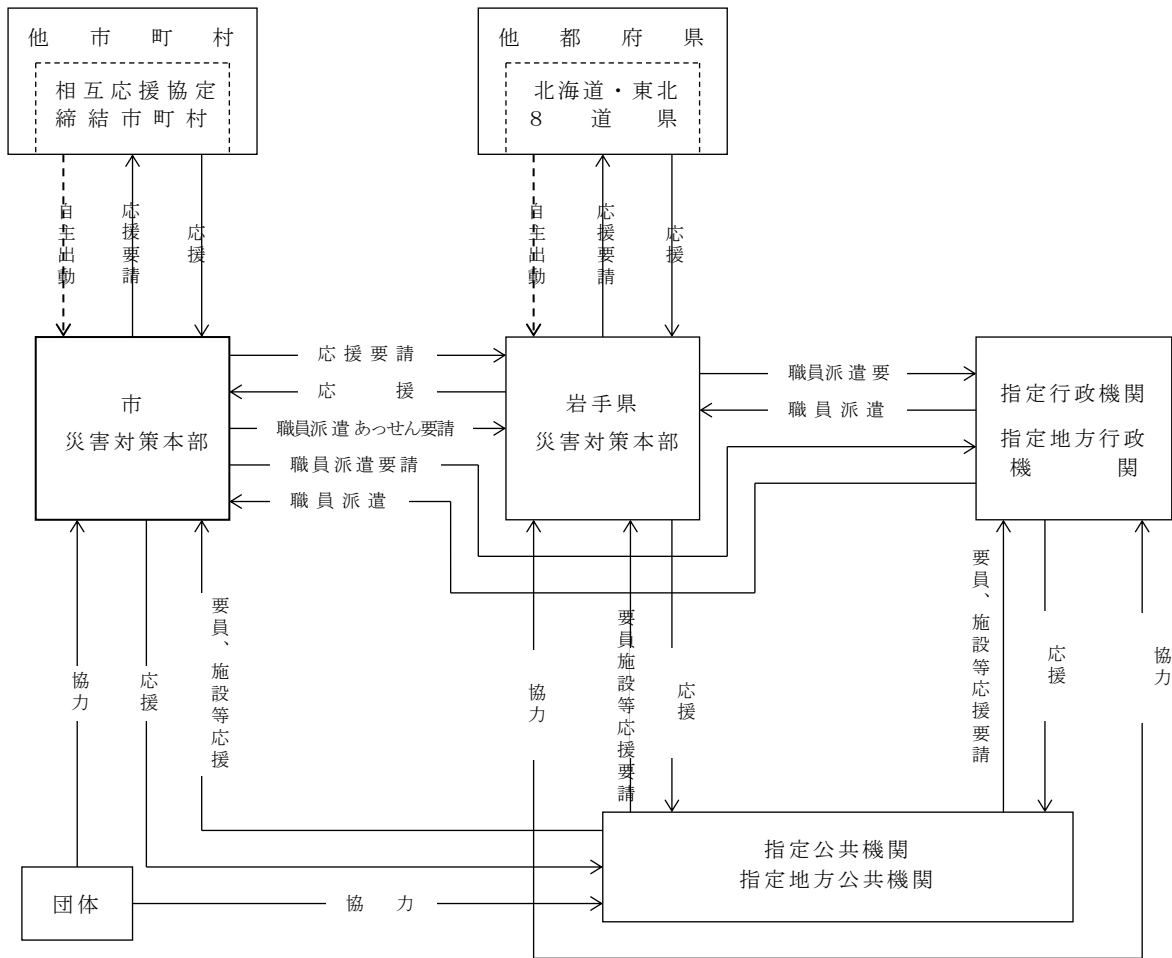 他市町村
相互応援協定
締結市町村
他都府県
北海道・東北
8道県
自主出動
応援要請
応援
自主出動
応援要請
応援
市
災害対策本部
応援要請
応援
職員派遣あっせん要請
職員派遣要請
職員派遣
岩手県
災害対策本部
職員派遣要
職員派遣
指定行政機関
指定地方行政
機関
協力
応援
要員、施設等応援
協力
要員施設等応援要請
応援
要員、施設等応援要請
応援
協力
指定公共機関
指定地方公共機関
団体
協力